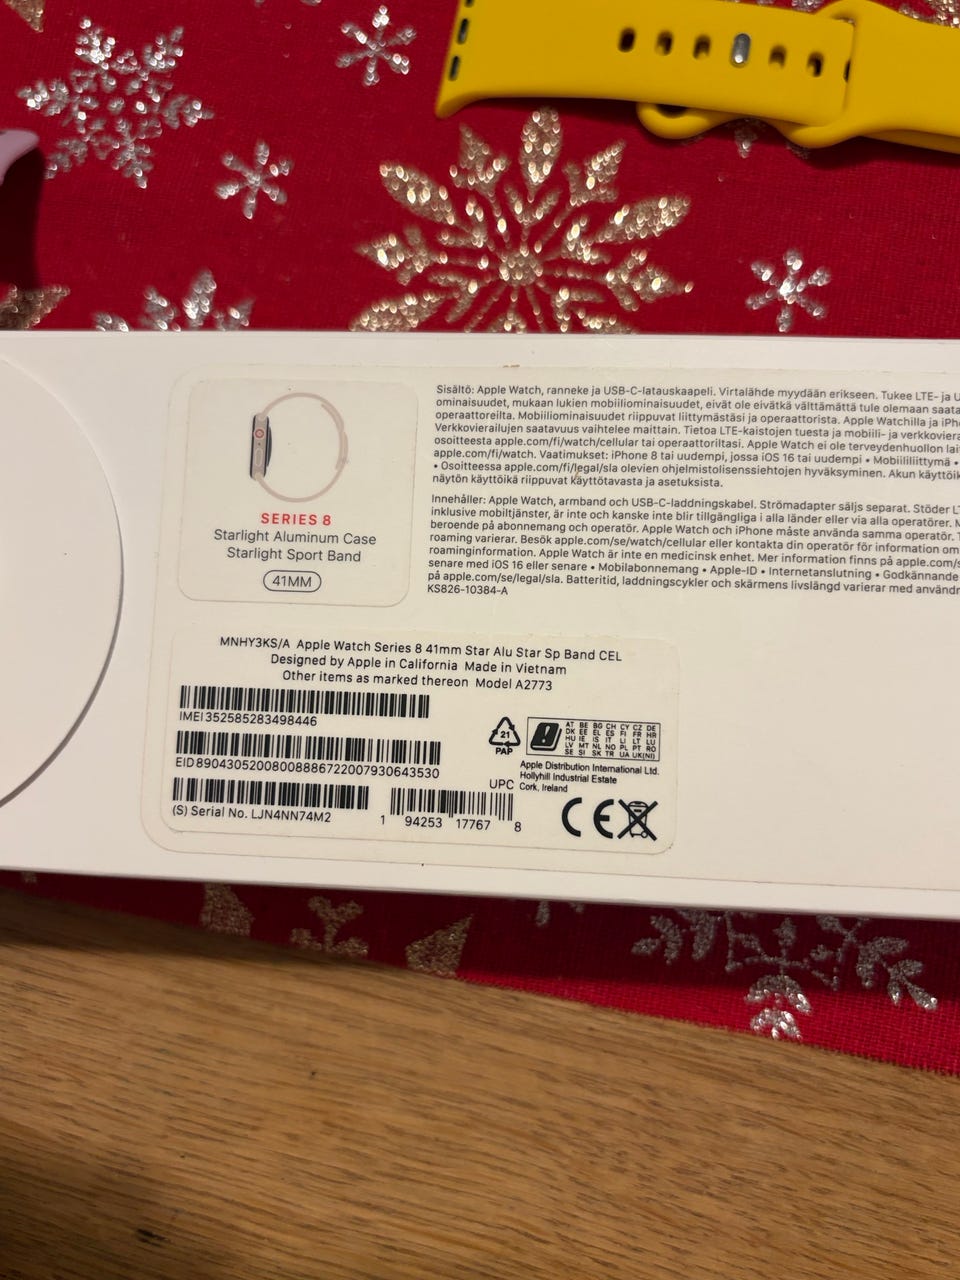 SERIES 8
Starlight Aluminum Case
Starlight Sport Band
41MM
Sisältö: Apple Watch, ranneke ja USB-C-latauskaapeli. Virtalähde myydään erikseen. Tukee LTE- ja U
ominaisuudet, mukaan lukien mobiiliominaisuudet, eivät ole eivätkä välttämättä tule olemaan saata
operaattoreilta. Mobiiliominaisuudet riippuvat liittymästäsi ja operaattorista. Apple Watchilla ja iPho
Verkkovierailujen saatavuus vaihtelee maittain. Tietoa LTE-kaistojen tuesta ja mobiili- ja verkkoviera
osoitteesta apple.com/fi/watch/cellular tai operaattoriltasi. Apple Watch ei ole terveydenhuollon lait
apple.com/fi/watch. Vaatimukset: iPhone 8 tai uudempi, jossa iOS 16 tai uudempi • Mobiililiittymä •
• Osoitteessa apple.com/fi/legal/sla olevien ohjelmistolisenssiehtojen hyväksyminen. Akun käyttöik
näytön käyttöikä riippuvat käyttötavasta ja asetuksista.
Innehåller: Apple Watch, armband och USB-C-laddningskabel. Strömadapter säljs separat. Stöder LT
inklusive mobiltjänster, är inte och kanske inte blir tillgängliga i alla länder eller via alla operatörer. M
beroende på abonnemang och operatör. Apple Watch och iPhone måste använda samma operatör. T
roaming varierar. Besök apple.com/se/watch/cellular eller kontakta din operatör för information om
roaminginformation. Apple Watch är inte en medicinsk enhet. Mer information finns på apple.com/s
senare med iOS 16 eller senare • Mobilabonnemang • Apple-ID • Internetanslutning • Godkännande
på apple.com/se/legal/sla. Batteritid, laddningscykler och skärmens livslängd varierar med användn
KS826-10384-A
MNHY3KS/A Apple Watch Series 8 41mm Star Alu Star Sp Band CEL
Designed by Apple in California Made in Vietnam
Other items as marked thereon Model A2773
IMEI 352585283498446
EID 89043052008008886722007930643530
(S) Serial No. LJN4NN74M2
UPC
1 94253 17767 8
21
PAP
AT BE BG CH CY CZ DE
DK EE EL ES FI FR HR
HU IE IS IT LI LT LU
LV MT NL NO PL PT RO
SE SI SK TR UA UK(NI)
Apple Distribution International Ltd.
Hollyhill Industrial Estate
Cork, Ireland
CE